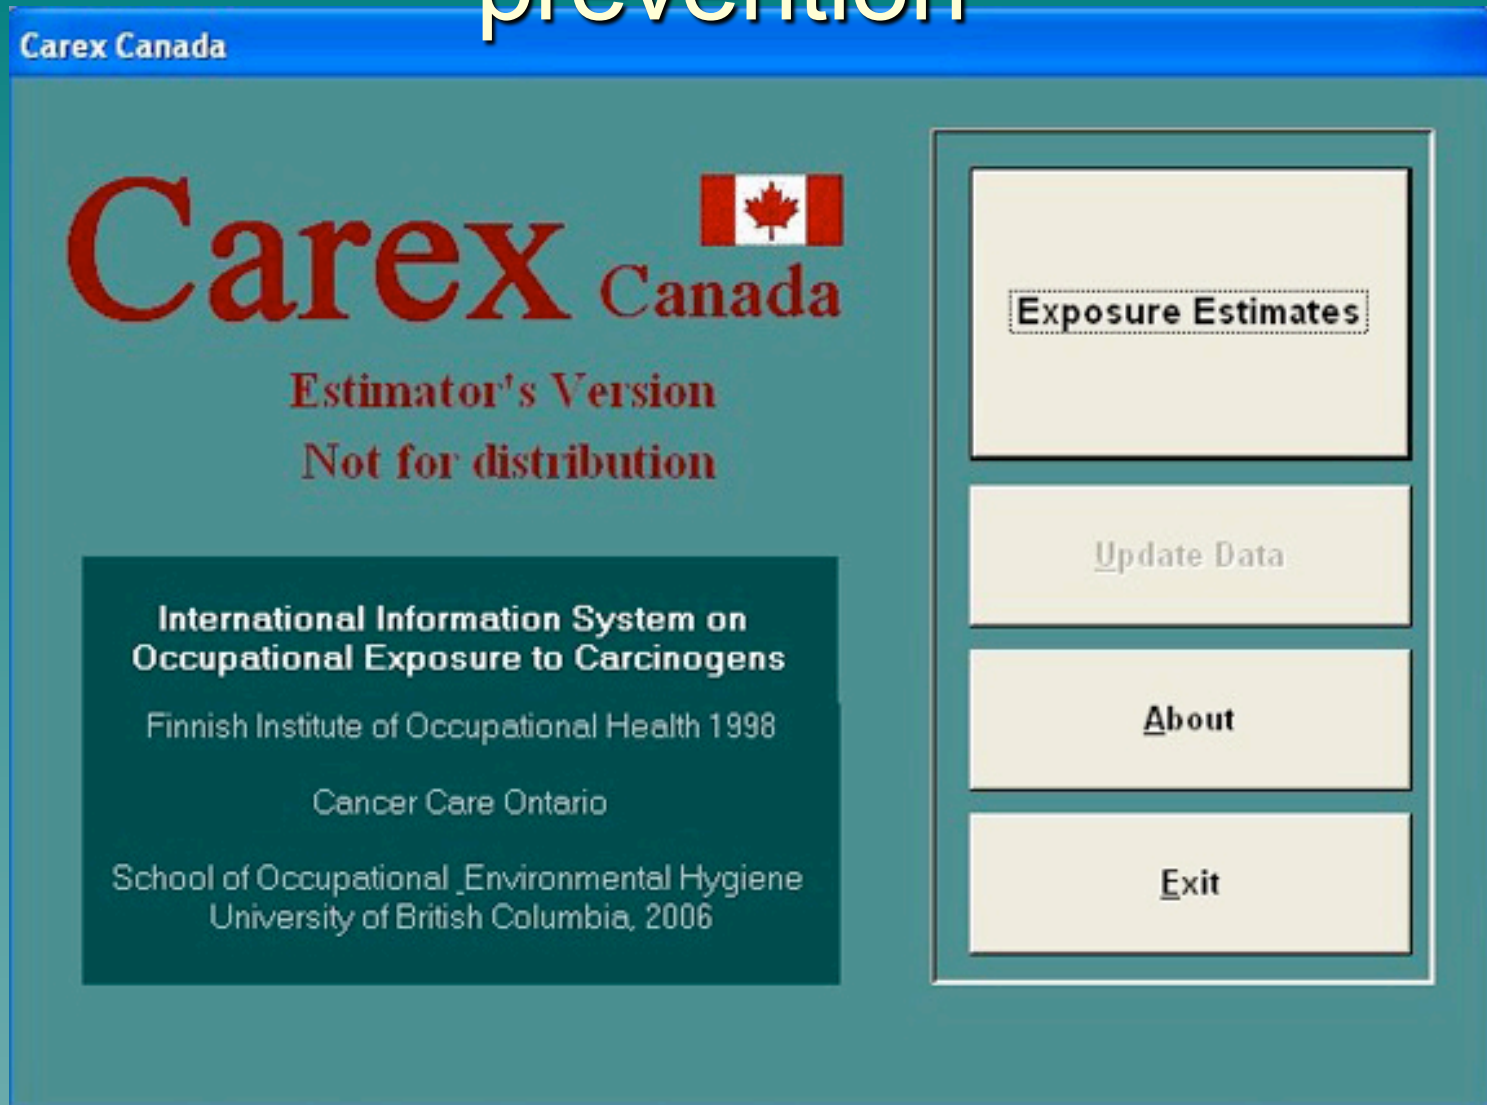 prevention
Carex Canada
Carex Canada
Estimator's Version
Not for distribution
International Information System on
Occupational Exposure to Carcinogens
Finnish Institute of Occupational Health 1998
Cancer Care Ontario
School of Occupational _Environmental Hygiene
University of British Columbia, 2006
Exposure Estimates
Update Data
About
Exit